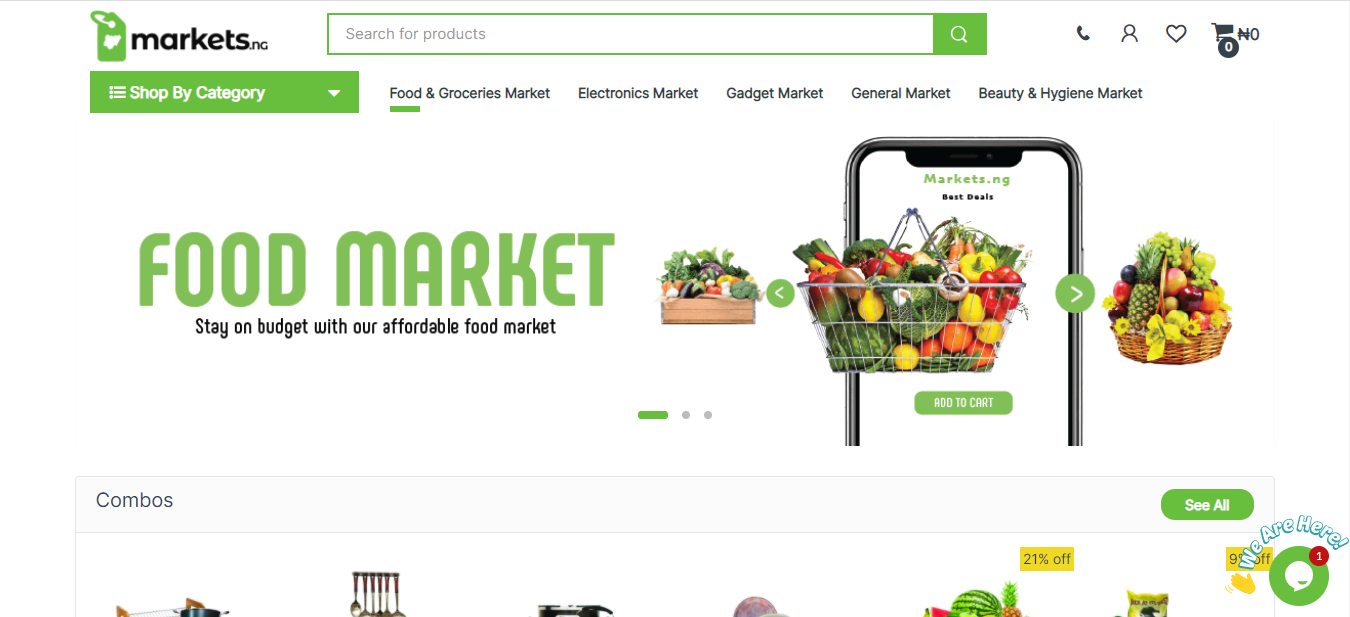 markets.NG
Search for products
₦0
0
Shop By Category
Food & Groceries Market
Electronics Market
Gadget Market
General Market
Beauty & Hygiene Market
Markets.ng
Best Deals
FOOD MARKET
Stay on budget with our affordable food market
ADD TO CART
Combos
See All
We Are Here!
21% off
9% off
1